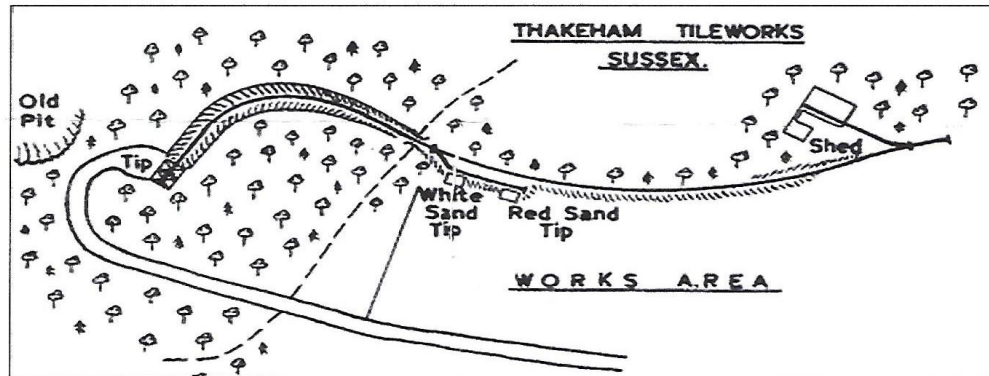 THAKEHAM TILEWORKS
SUSSEX.
Old
Pit
Tip
Shed
White
Sand
Tip
Red Sand
Tip
WORKS AREA